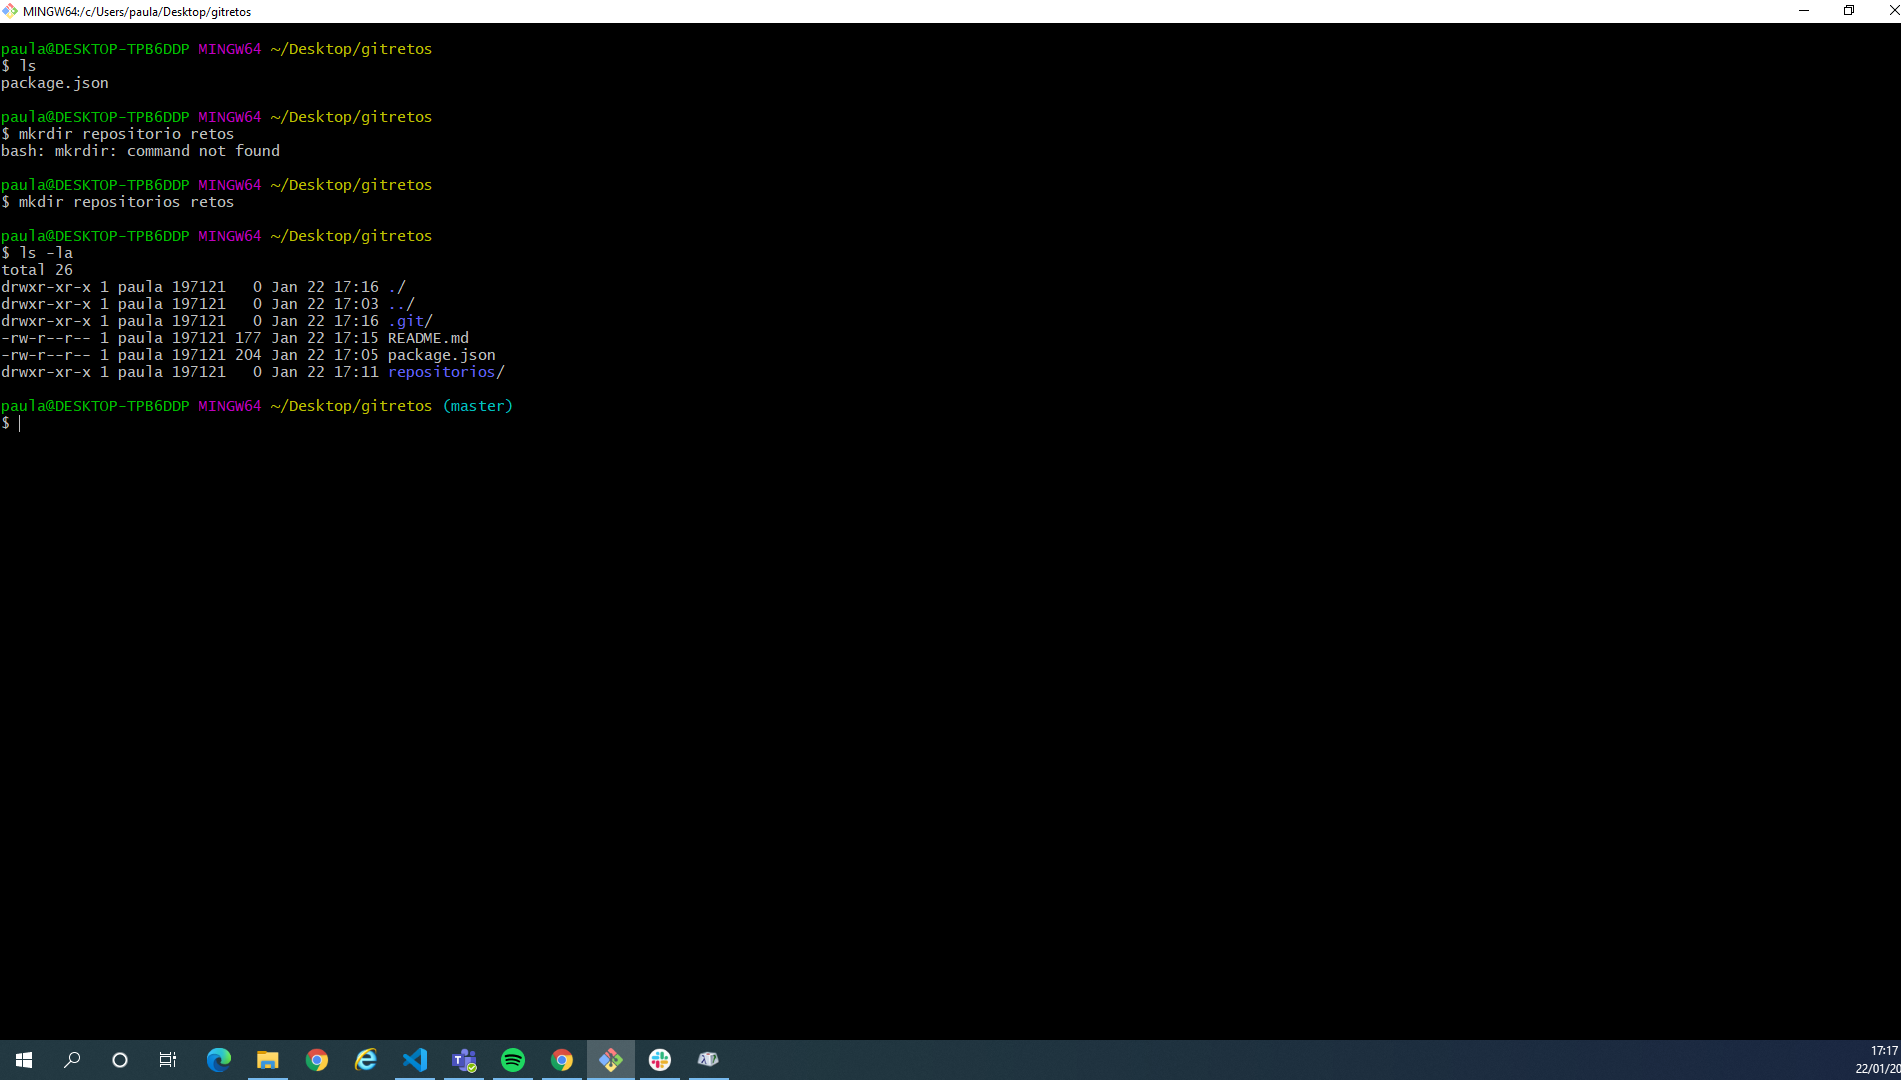 MINGW64:/c/Users/paula/Desktop/gitretos
paula@DESKTOP-TPB6DDP MINGW64 ~/Desktop/gitretos
$ ls
package.json
paula@DESKTOP-TPB6DDP MINGW64 ~/Desktop/gitretos
$ mkrdir repositorio retos
bash: mkrdir: command not found
paula@DESKTOP-TPB6DDP MINGW64 ~/Desktop/gitretos
$ mkdir repositorios retos
paula@DESKTOP-TPB6DDP MINGW64 ~/Desktop/gitretos
$ ls -la
total 26
drwxr-xr-x 1 paula 197121   0 Jan 22 17:16 ./
drwxr-xr-x 1 paula 197121   0 Jan 22 17:03 ../
drwxr-xr-x 1 paula 197121   0 Jan 22 17:16 .git/
-rw-r--r-- 1 paula 197121 177 Jan 22 17:15 README.md
-rw-r--r-- 1 paula 197121 204 Jan 22 17:05 package.json
drwxr-xr-x 1 paula 197121   0 Jan 22 17:11 repositorios/
paula@DESKTOP-TPB6DDP MINGW64 ~/Desktop/gitretos (master)
$
17:17
22/01/20